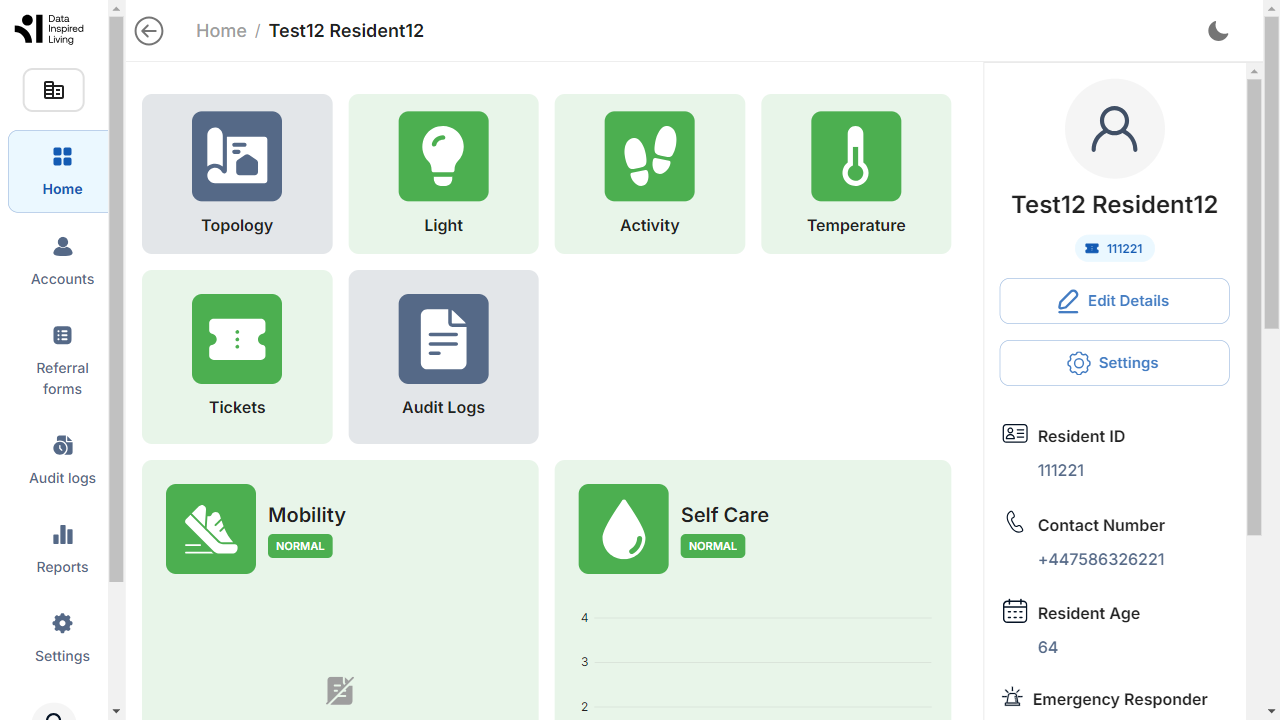 Data
Inspired
Living
Home / Test12 Resident12
Home
Accounts
Referral
forms
Audit logs
Reports
Settings
Topology
Light
Activity
Temperature
Tickets
Audit Logs
Mobility
NORMAL
Self Care
NORMAL
4
3
2
Test12 Resident12
111221
Edit Details
Settings
Resident ID
111221
Contact Number
+447586326221
Resident Age
64
Emergency Responder